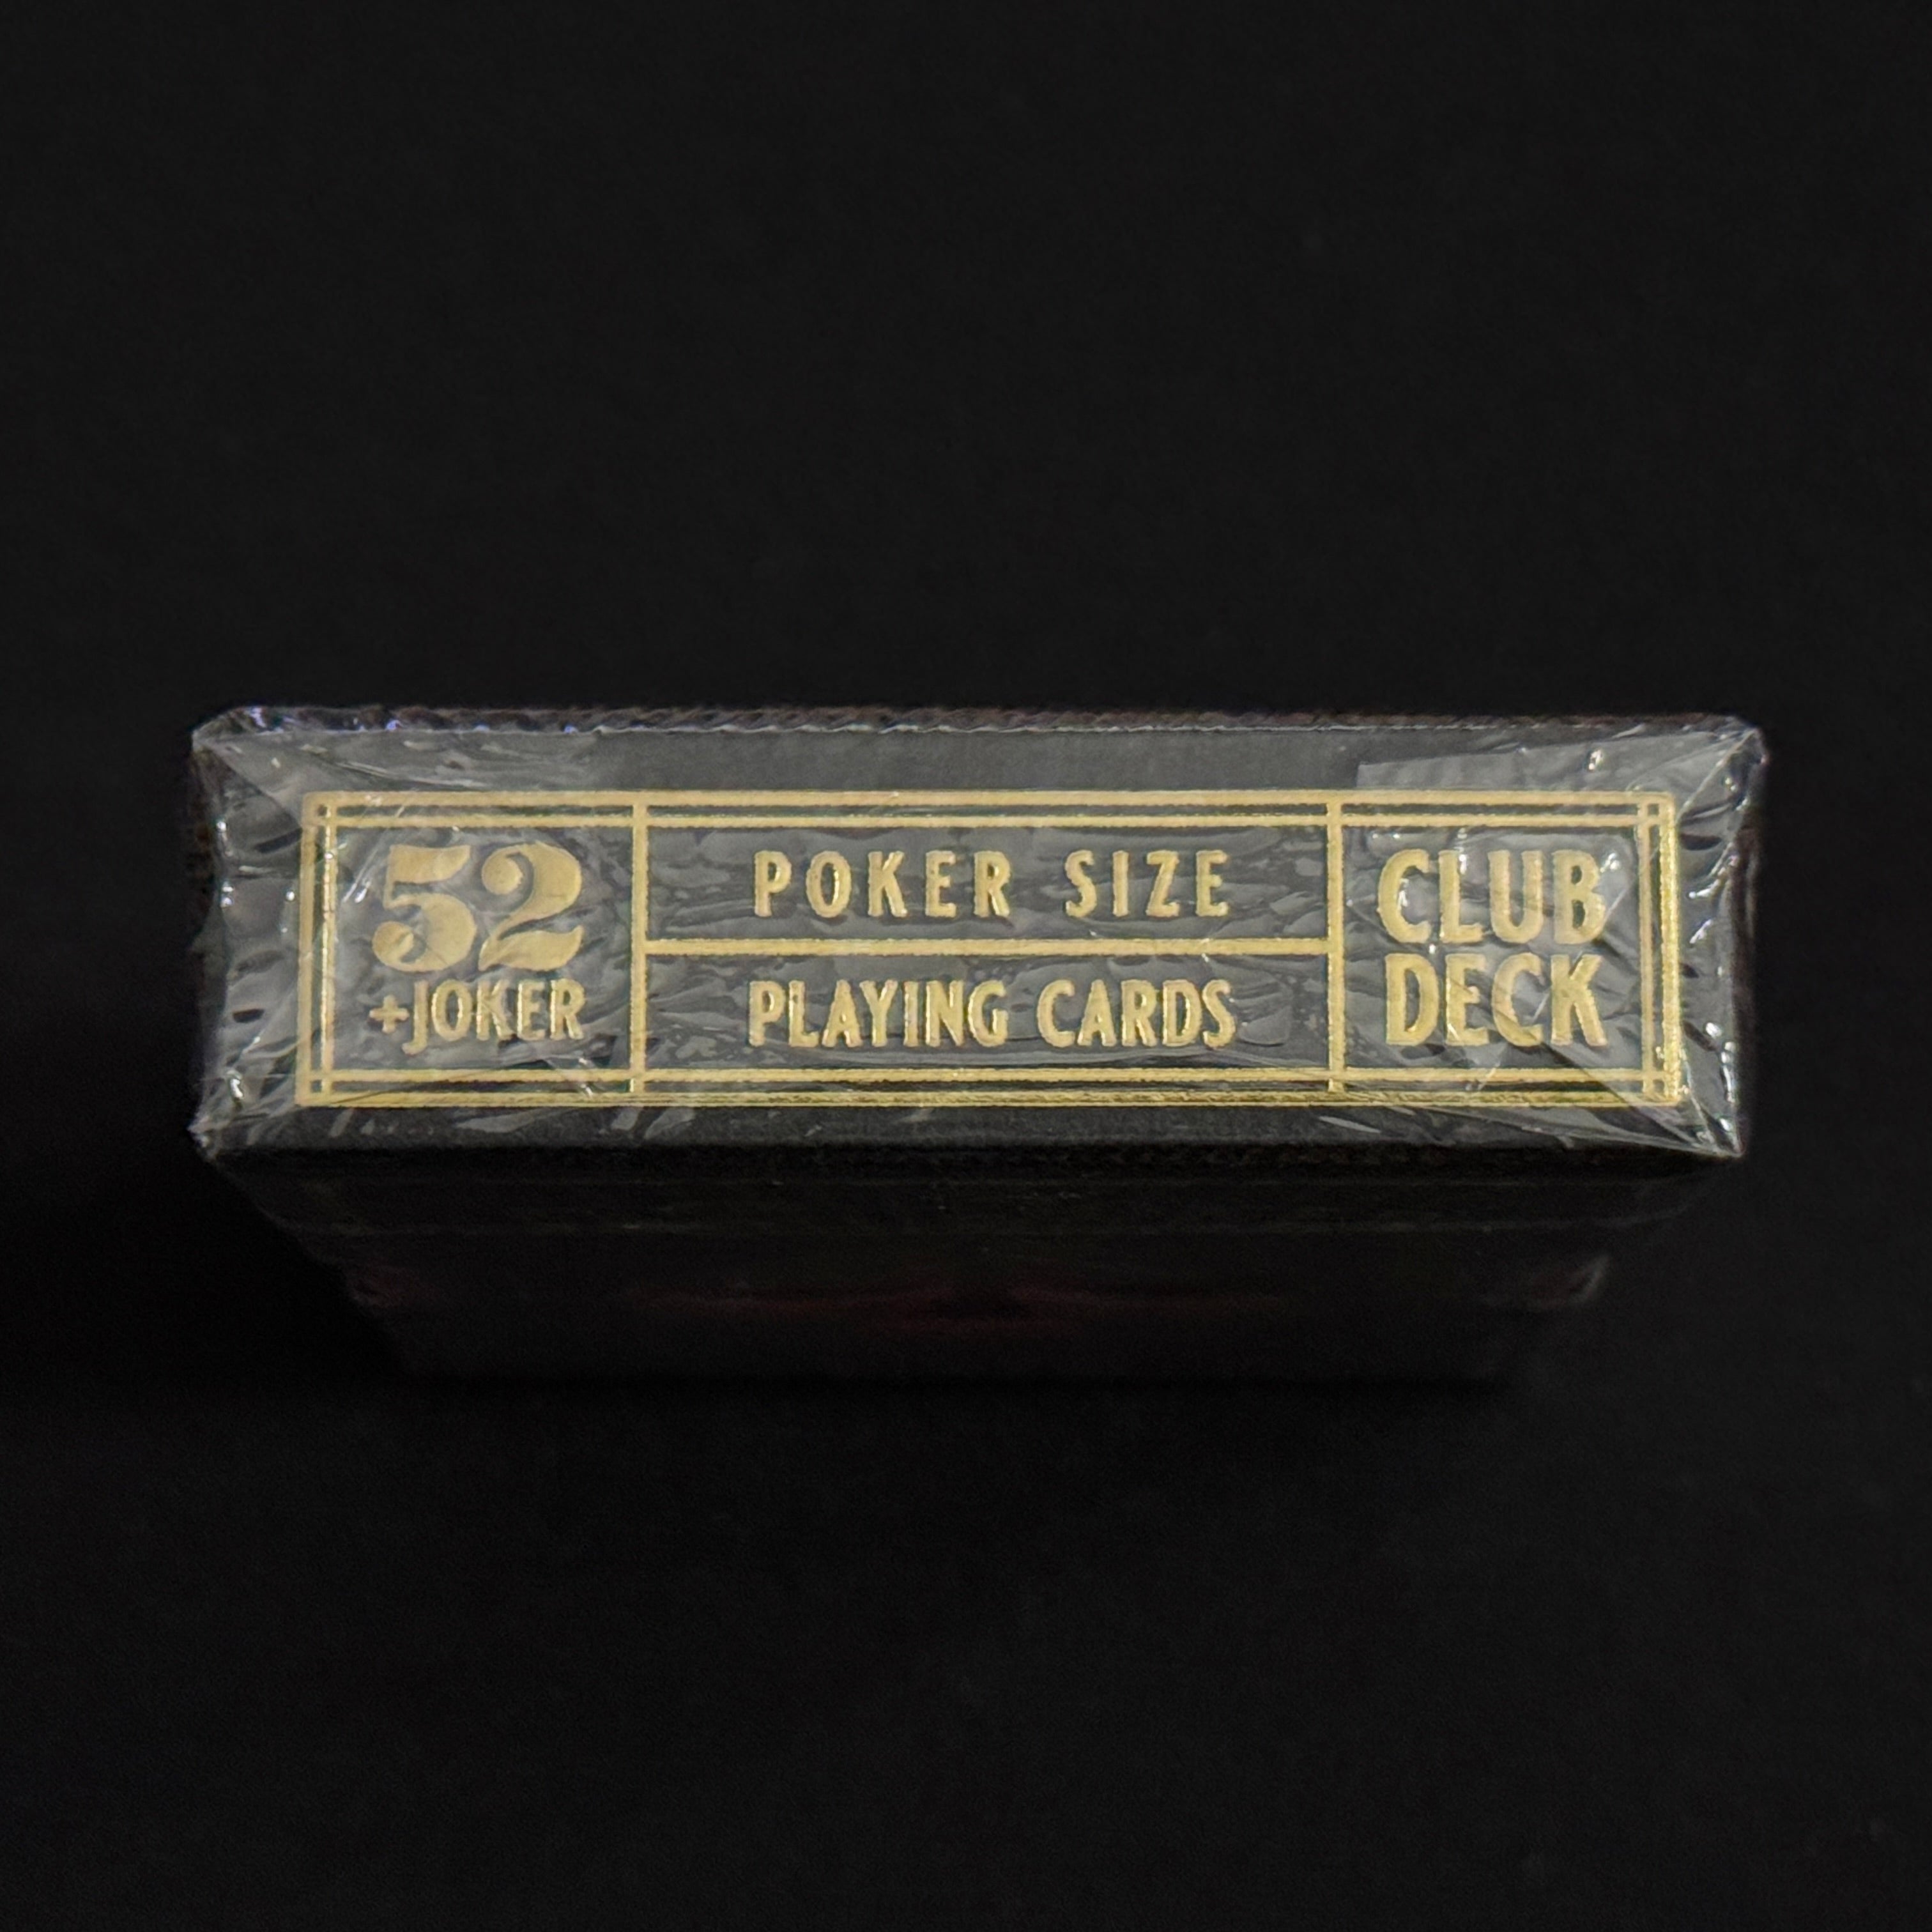 52
+JOKER
POKER SIZE
PLAYING CARDS
CLUB
DECK